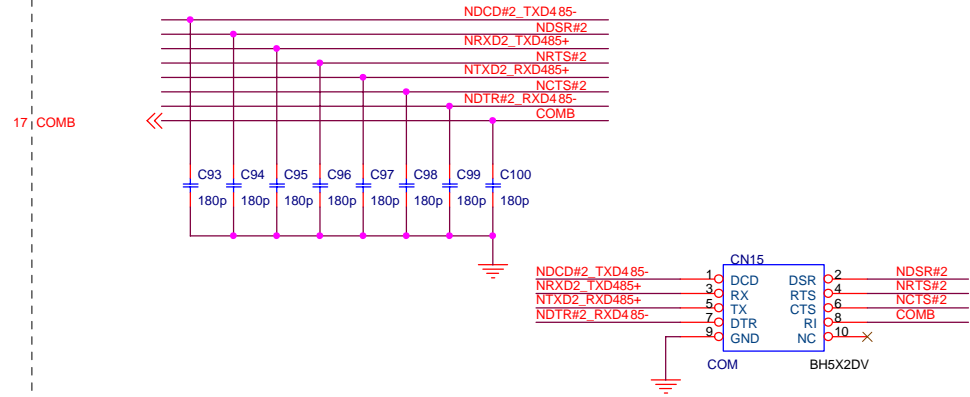 NDCD#2_TXD485-
NDSR#2
NRXD2_TXD485+
NRTS#2
NTXD2_RXD485+
NCTS#2
NDTR#2_RXD485-
COMB
17 COMB
C93 C94 C95 C96 C97 C98 C99 C100
180p 180p 180p 180p 180p 180p 180p 180p
CN15
NDCD#2_TXD485- 1 DCD DSR 2 NDSR#2
NRXD2_TXD485+ 3 RX RTS 4 NRTS#2
NTXD2_RXD485+ 5 TX CTS 6 NCTS#2
NDTR#2_RXD485- 7 DTR RI 8 COMB
9 GND NC 10
COM BH5X2DV